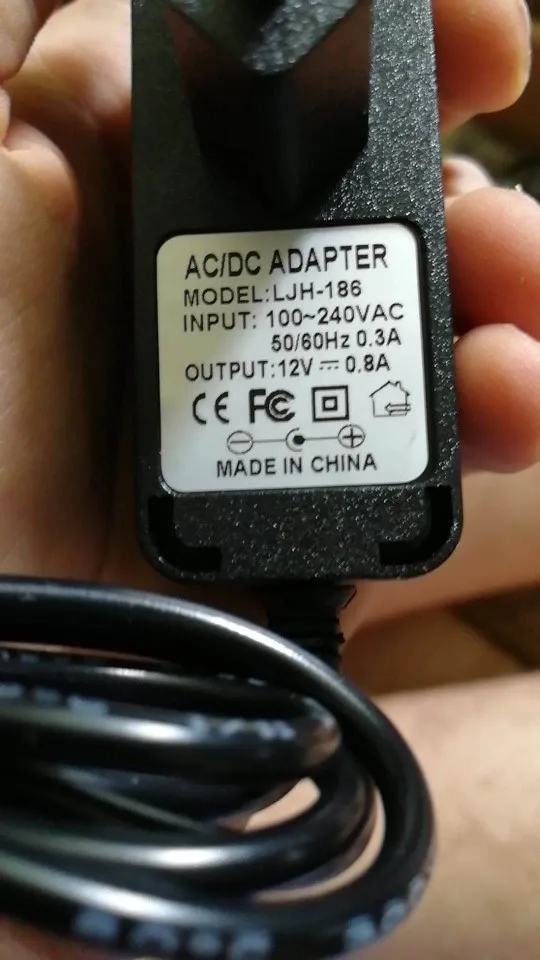 AC/DC ADAPTER
MODEL:LJH-186
INPUT: 100~240VAC
50/60Hz 0.3A
OUTPUT:12V ⎓ 0.8A
CE FC
MADE IN CHINA